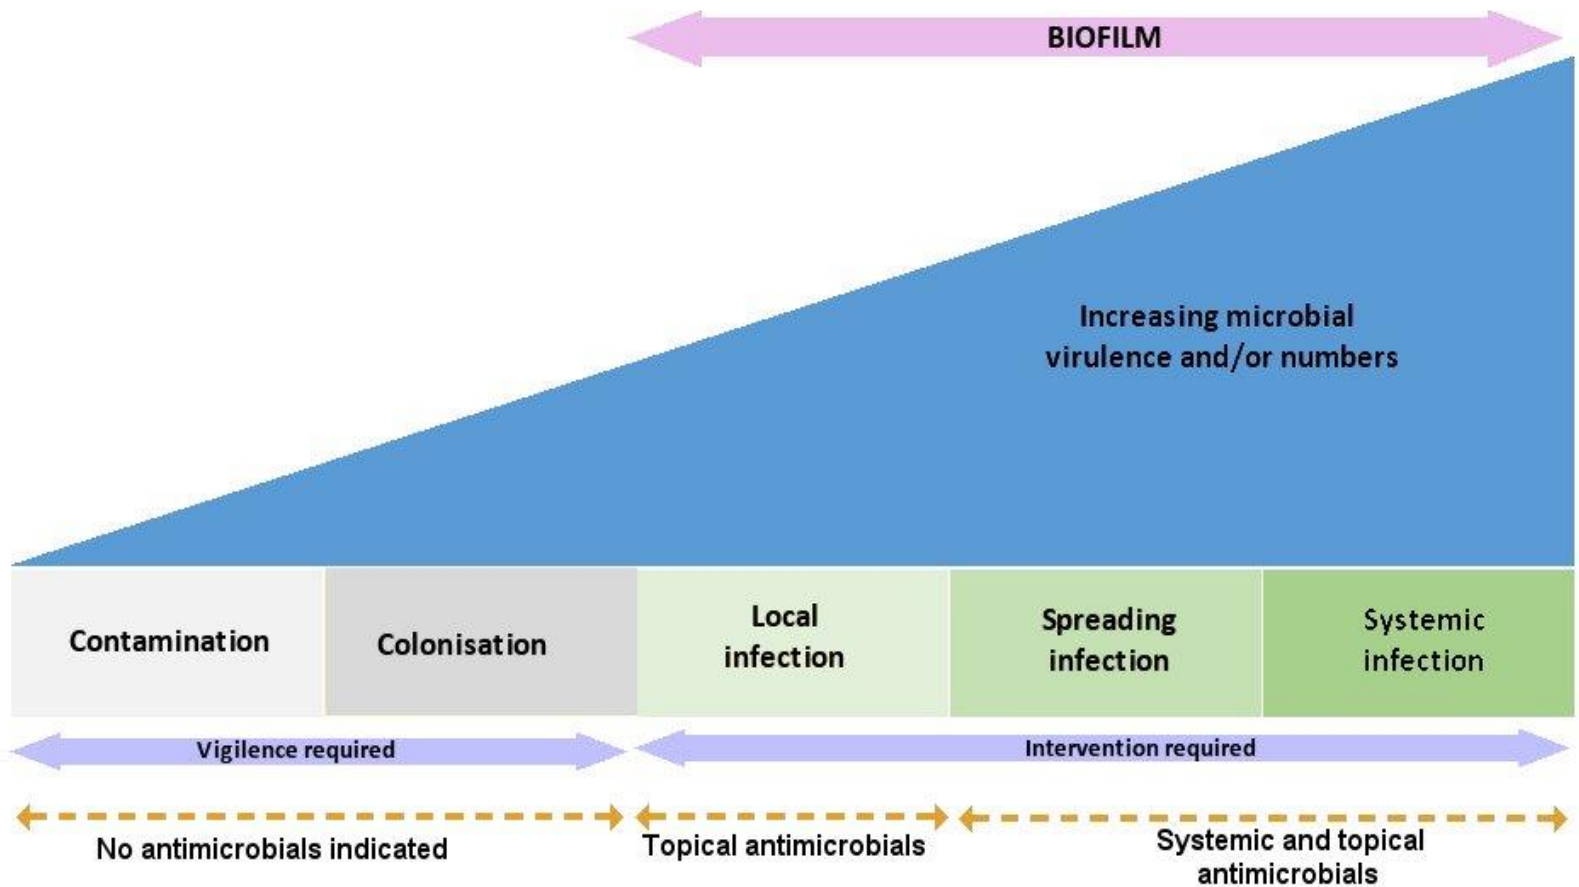 BIOFILM
Increasing microbial
virulence and/or numbers
Contamination
Colonisation
Local
infection
Spreading
infection
Systemic
infection
Vigilence required
Intervention required
No antimicrobials indicated
Topical antimicrobials
Systemic and topical
antimicrobials